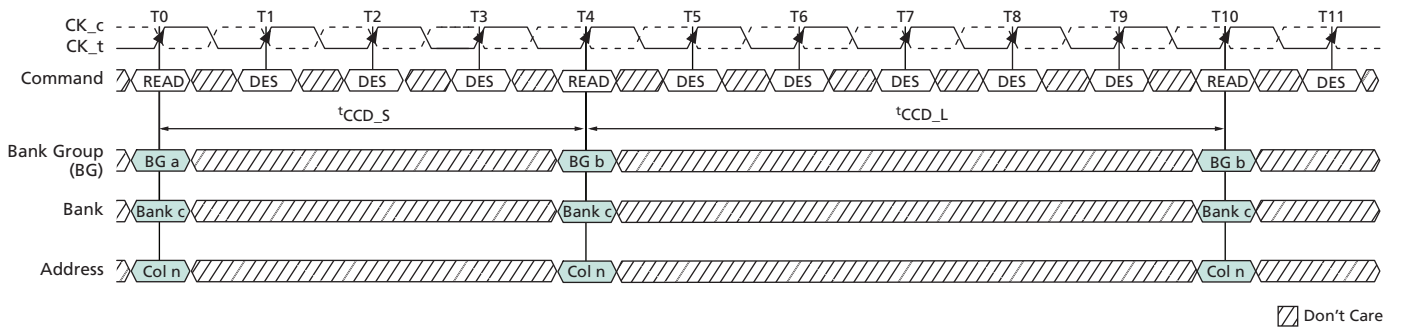 T0 T1 T2 T3 T4 T5 T6 T7 T8 T9 T10 T11
CK_c
CK_t
Command READ DES DES DES READ DES DES DES DES DES READ DES
tCCD_S tCCD_L
Bank Group
(BG)
BG a BG b BG b
Bank Bank c Bank c Bank c
Address Col n Col n Col n
Don't Care